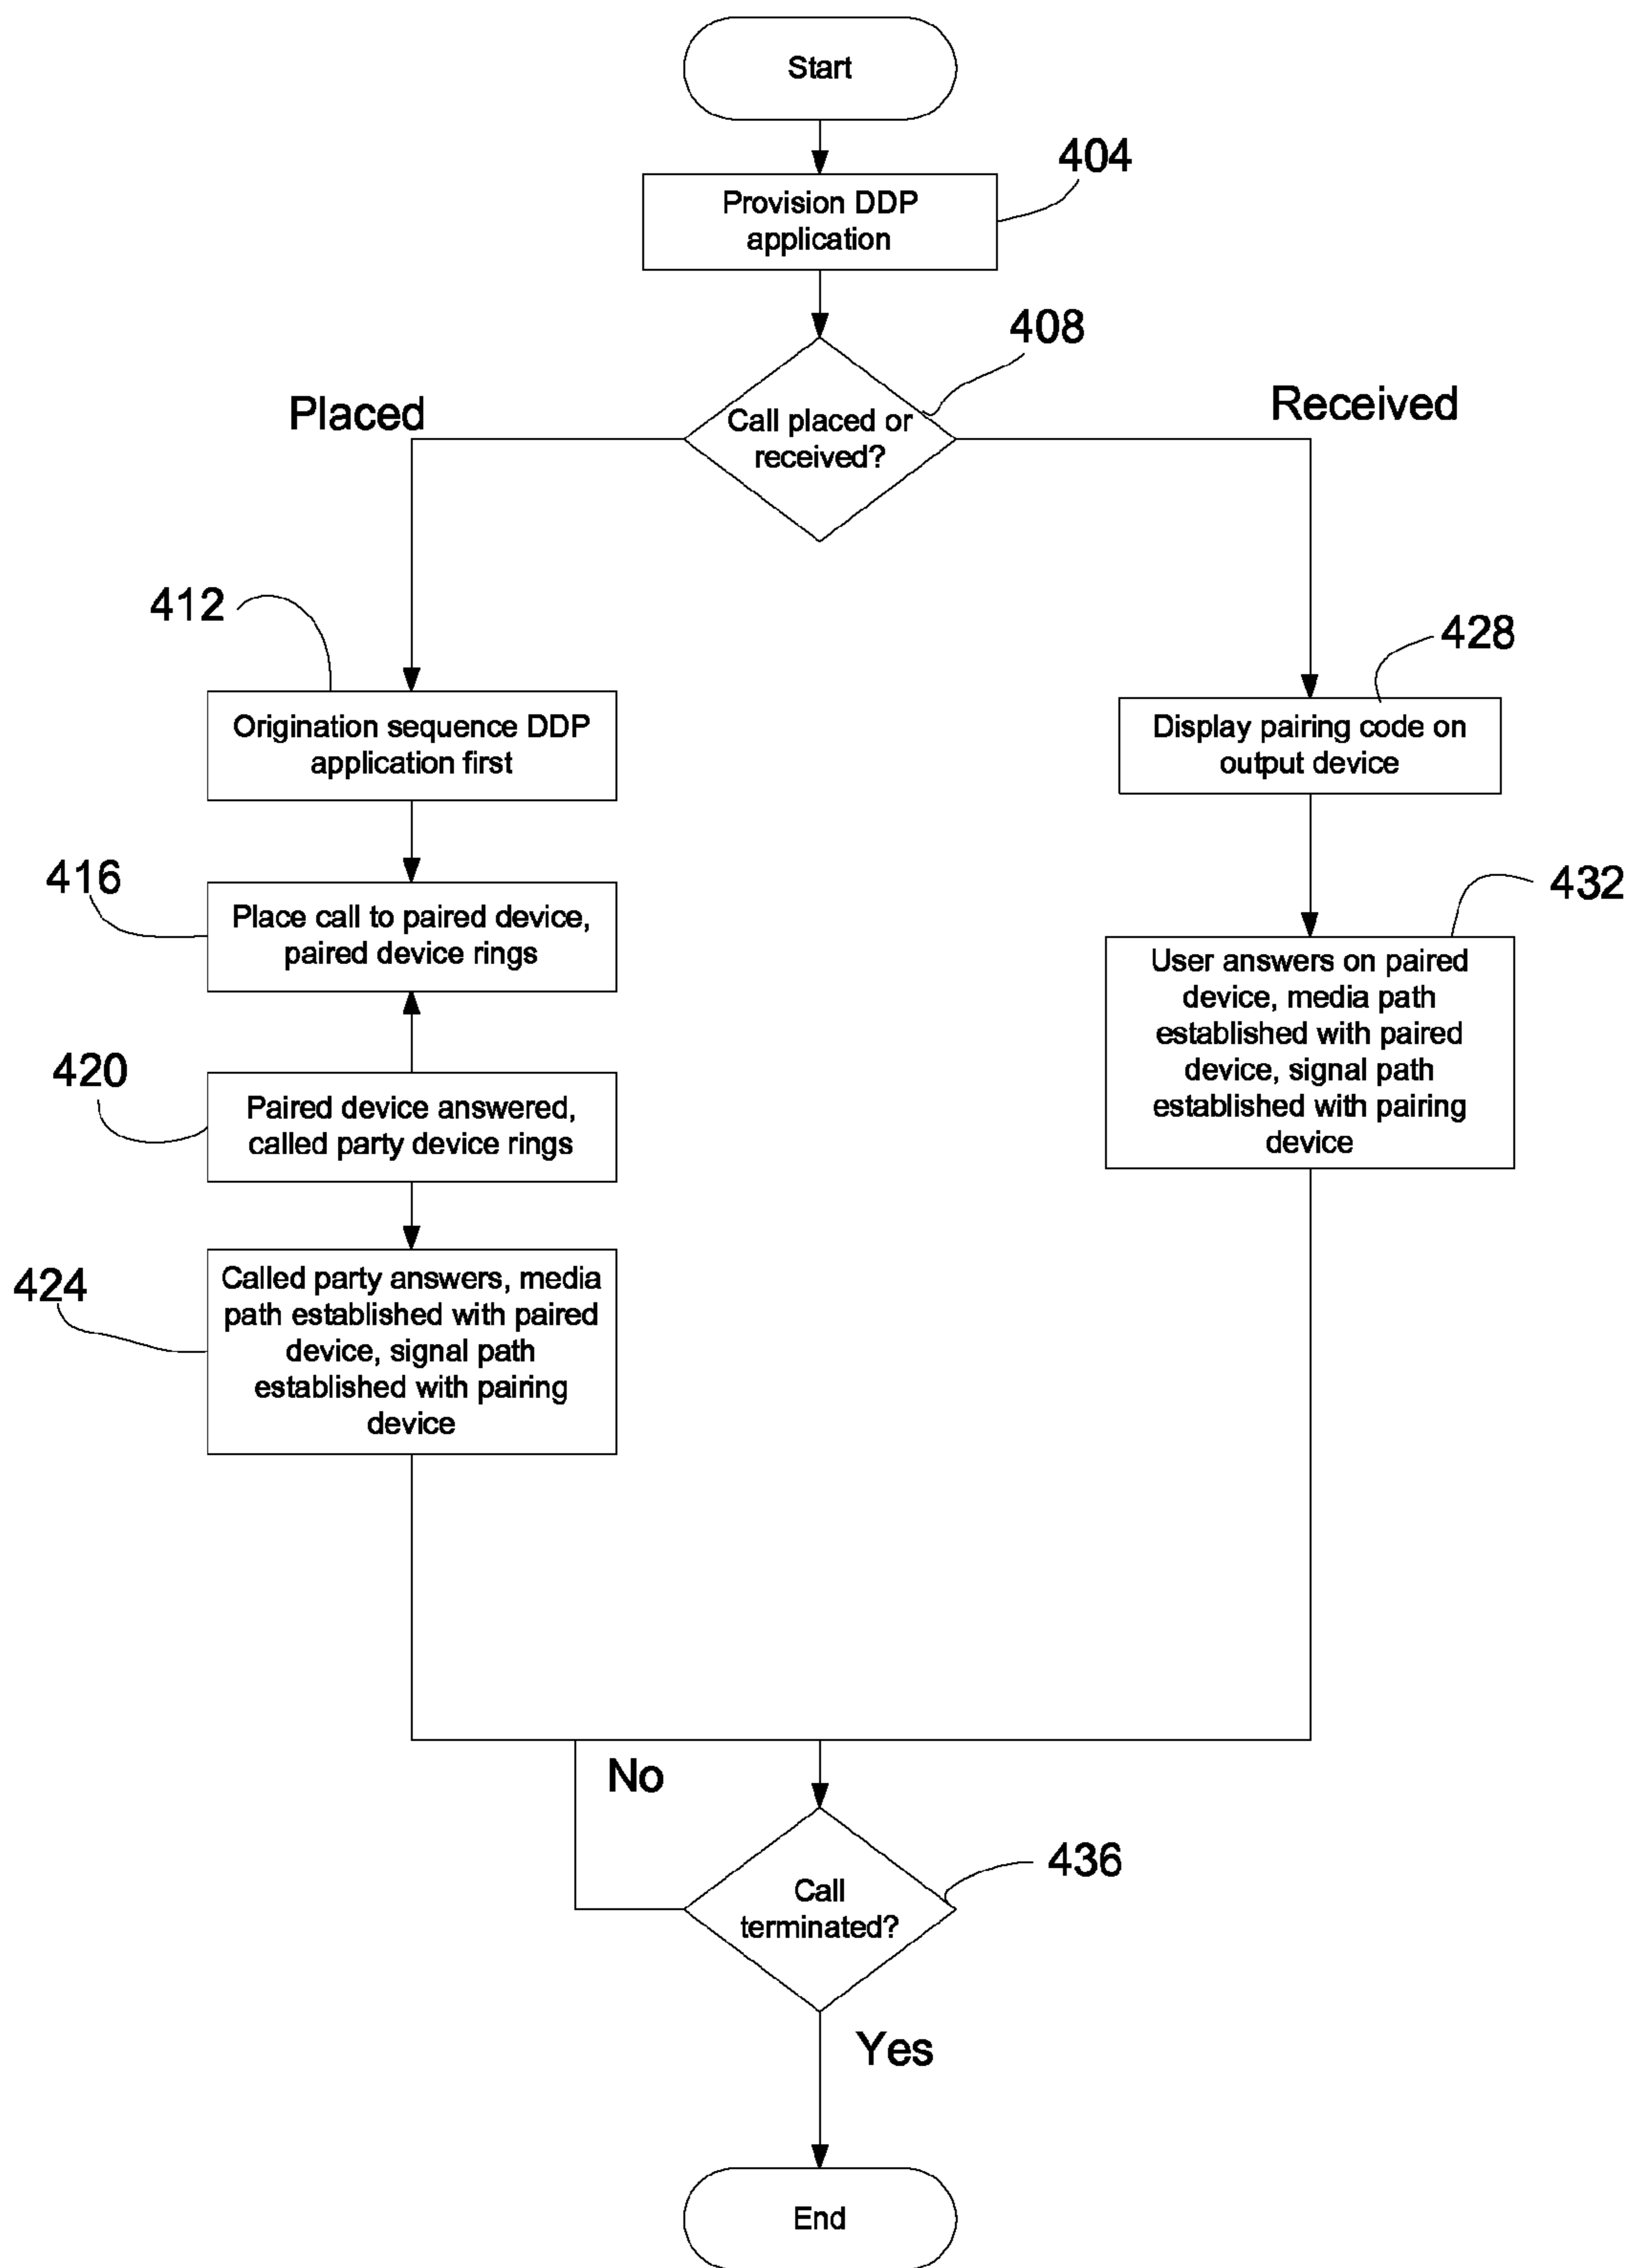 Start
404
Provision DDP
application
408
Call placed or
received?
Placed
Received
412
Origination sequence DDP
application first
428
Display pairing code on
output device
416
Place call to paired device,
paired device rings
432
User answers on paired
device, media path
established with paired
device, signal path
established with pairing
device
420
Paired device answered,
called party device rings
424
Called party answers, media
path established with paired
device, signal path
established with pairing
device
No
436
Call
terminated?
Yes
End